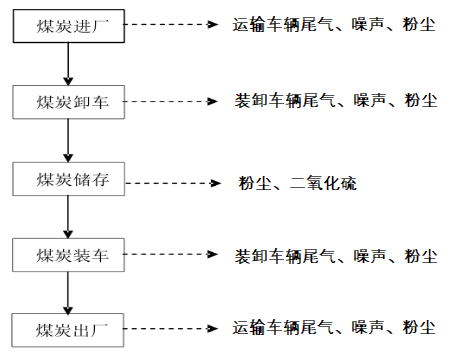 煤炭进厂 运输车辆尾气、噪声、粉尘
煤炭卸车 装卸车辆尾气、噪声、粉尘
煤炭储存 粉尘、二氧化硫
煤炭装车 装卸车辆尾气、噪声、粉尘
煤炭出厂 运输车辆尾气、噪声、粉尘